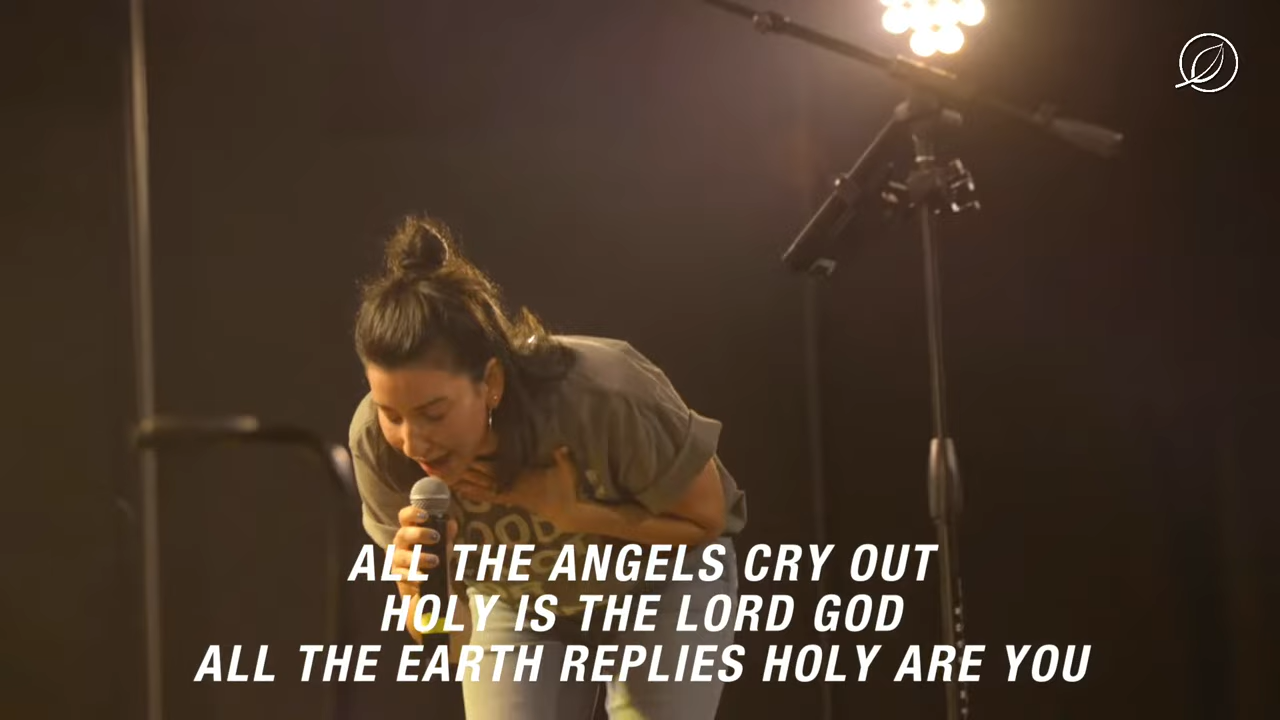 ALL THE ANGELS CRY OUT
HOLY IS THE LORD GOD
ALL THE EARTH REPLIES HOLY ARE YOU